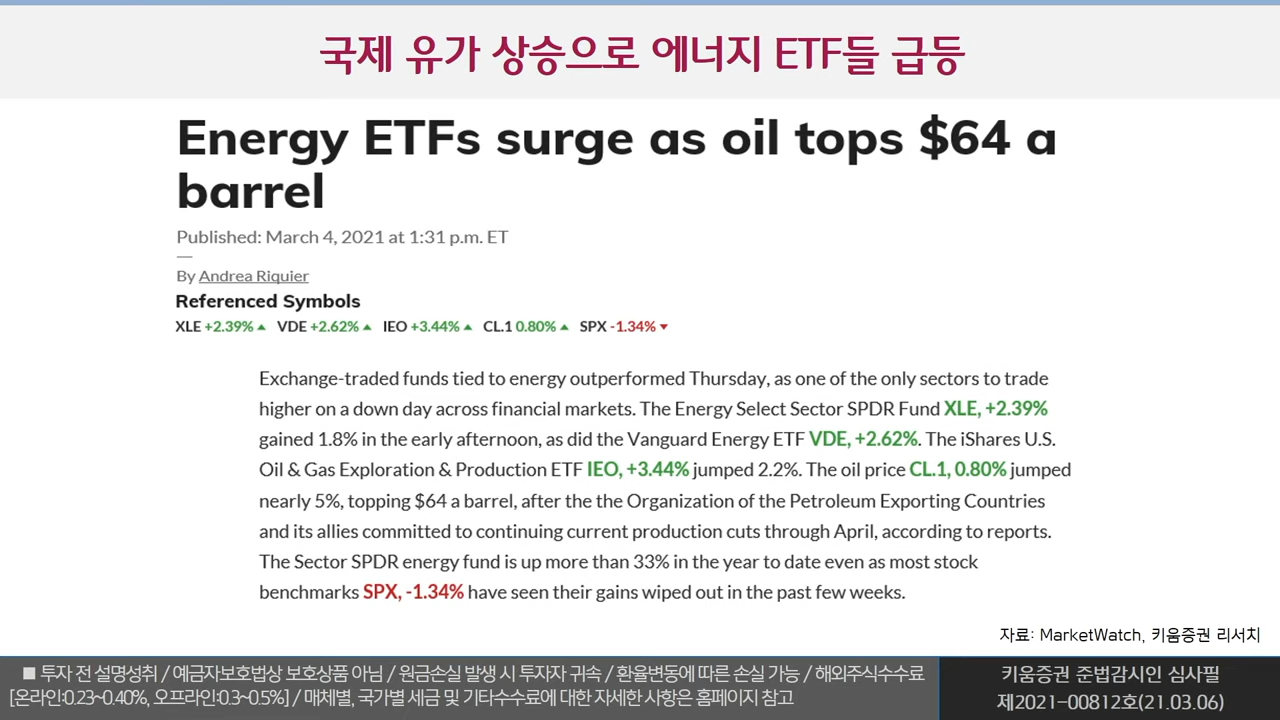 국제 유가 상승으로 에너지 ETF들 급등
Energy ETFs surge as oil tops $64 a
barrel
Published: March 4, 2021 at 1:31 p.m. ET
By Andrea Riquier
Referenced Symbols
XLE +2.39% ▲ VDE +2.62% ▲ IEO +3.44% ▲ CL.1 0.80% ▲ SPX -1.34% ▼
Exchange-traded funds tied to energy outperformed Thursday, as one of the only sectors to trade
higher on a down day across financial markets. The Energy Select Sector SPDR Fund XLE, +2.39%
gained 1.8% in the early afternoon, as did the Vanguard Energy ETF VDE, +2.62%. The iShares U.S.
Oil & Gas Exploration & Production ETF IEO, +3.44% jumped 2.2%. The oil price CL.1, 0.80% jumped
nearly 5%, topping $64 a barrel, after the the Organization of the Petroleum Exporting Countries
and its allies committed to continuing current production cuts through April, according to reports.
The Sector SPDR energy fund is up more than 33% in the year to date even as most stock
benchmarks SPX, -1.34% have seen their gains wiped out in the past few weeks.
자료: MarketWatch, 키움증권 리서치
■ 투자 전 설명성취 / 예금자보호법상 보호상품 아님 / 원금손실 발생 시 투자자 귀속 / 환율변동에 따른 손실 가능 / 해외주식수수료
[온라인:0.23~0.40%, 오프라인:0.3~0.5%] / 매체별, 국가별 세금 및 기타수수료에 대한 자세한 사항은 홈페이지 참고
키움증권 준법감시인 심사필
제2021-00812호(21.03.06)